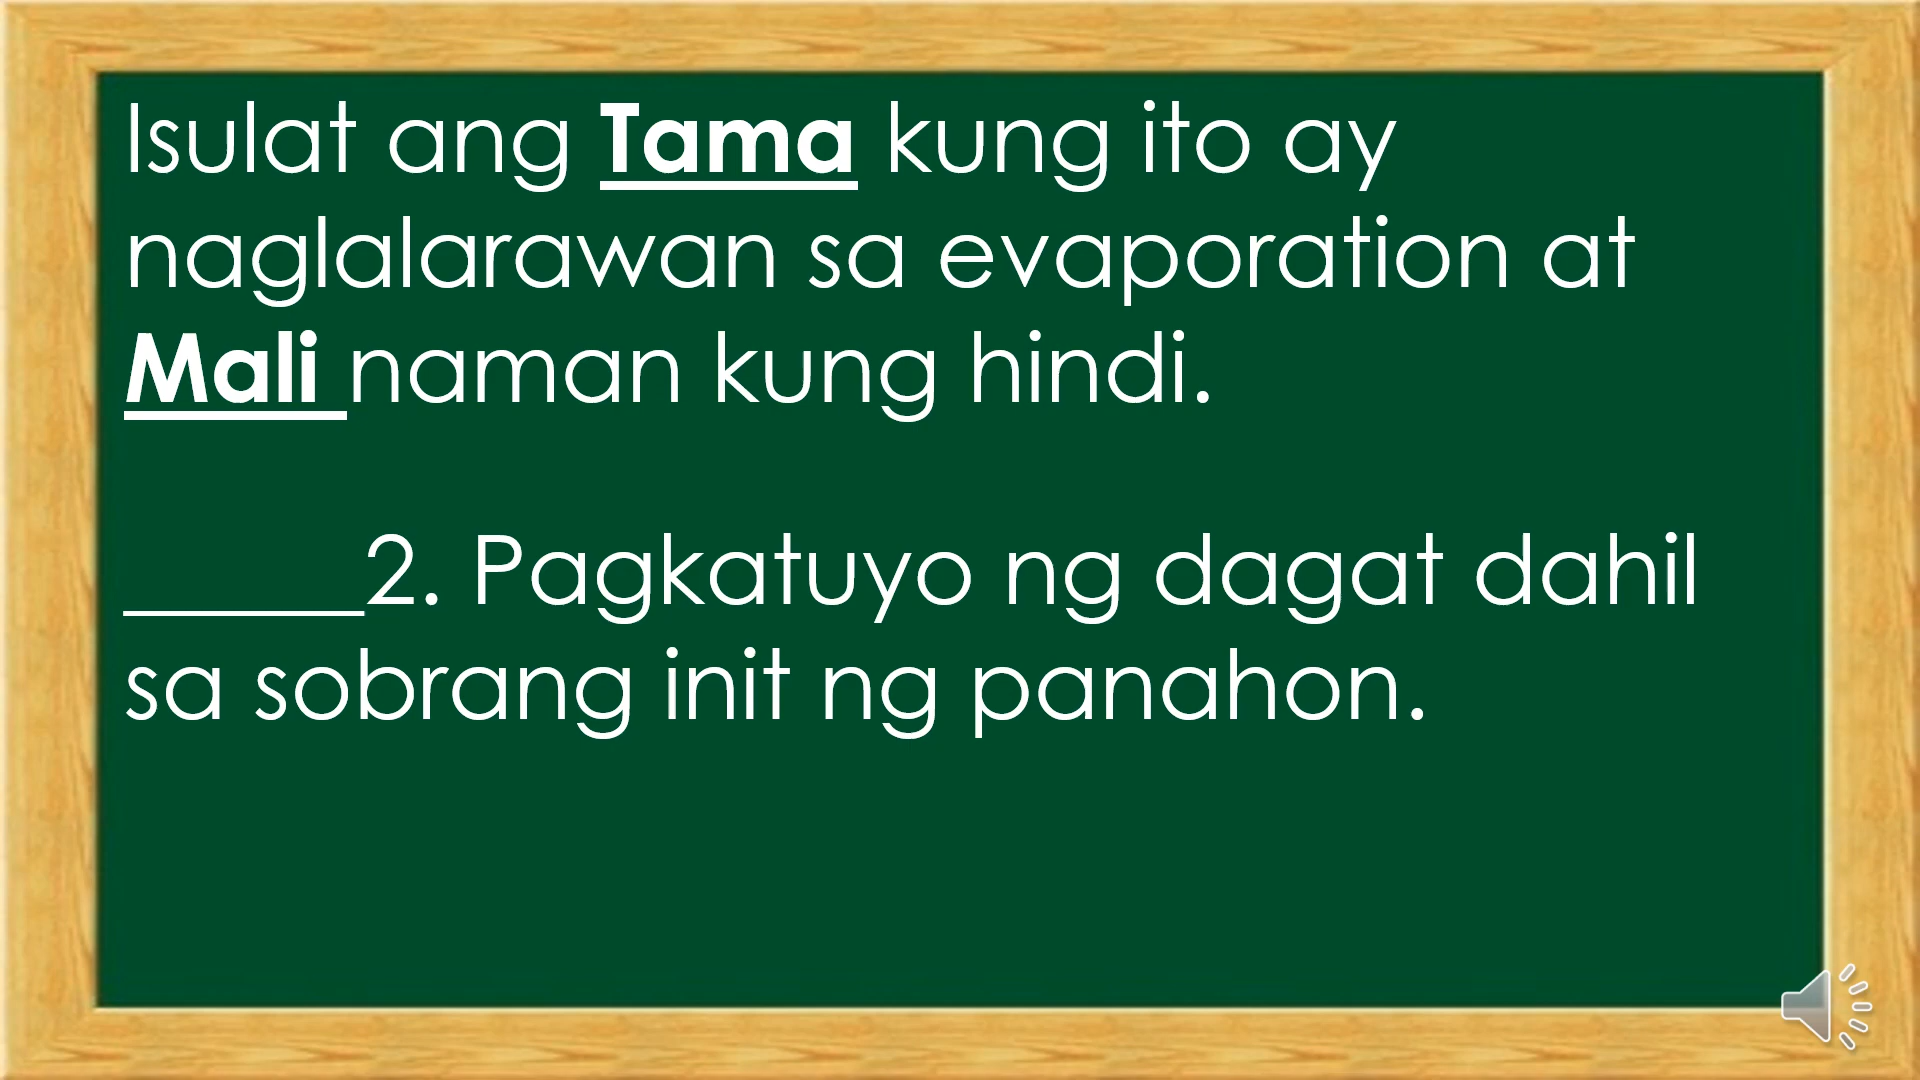 Isulat ang Tama kung ito ay
naglalarawan sa evaporation at
Mali naman kung hindi.
_____2. Pagkatuyo ng dagat dahil
sa sobrang init ng panahon.